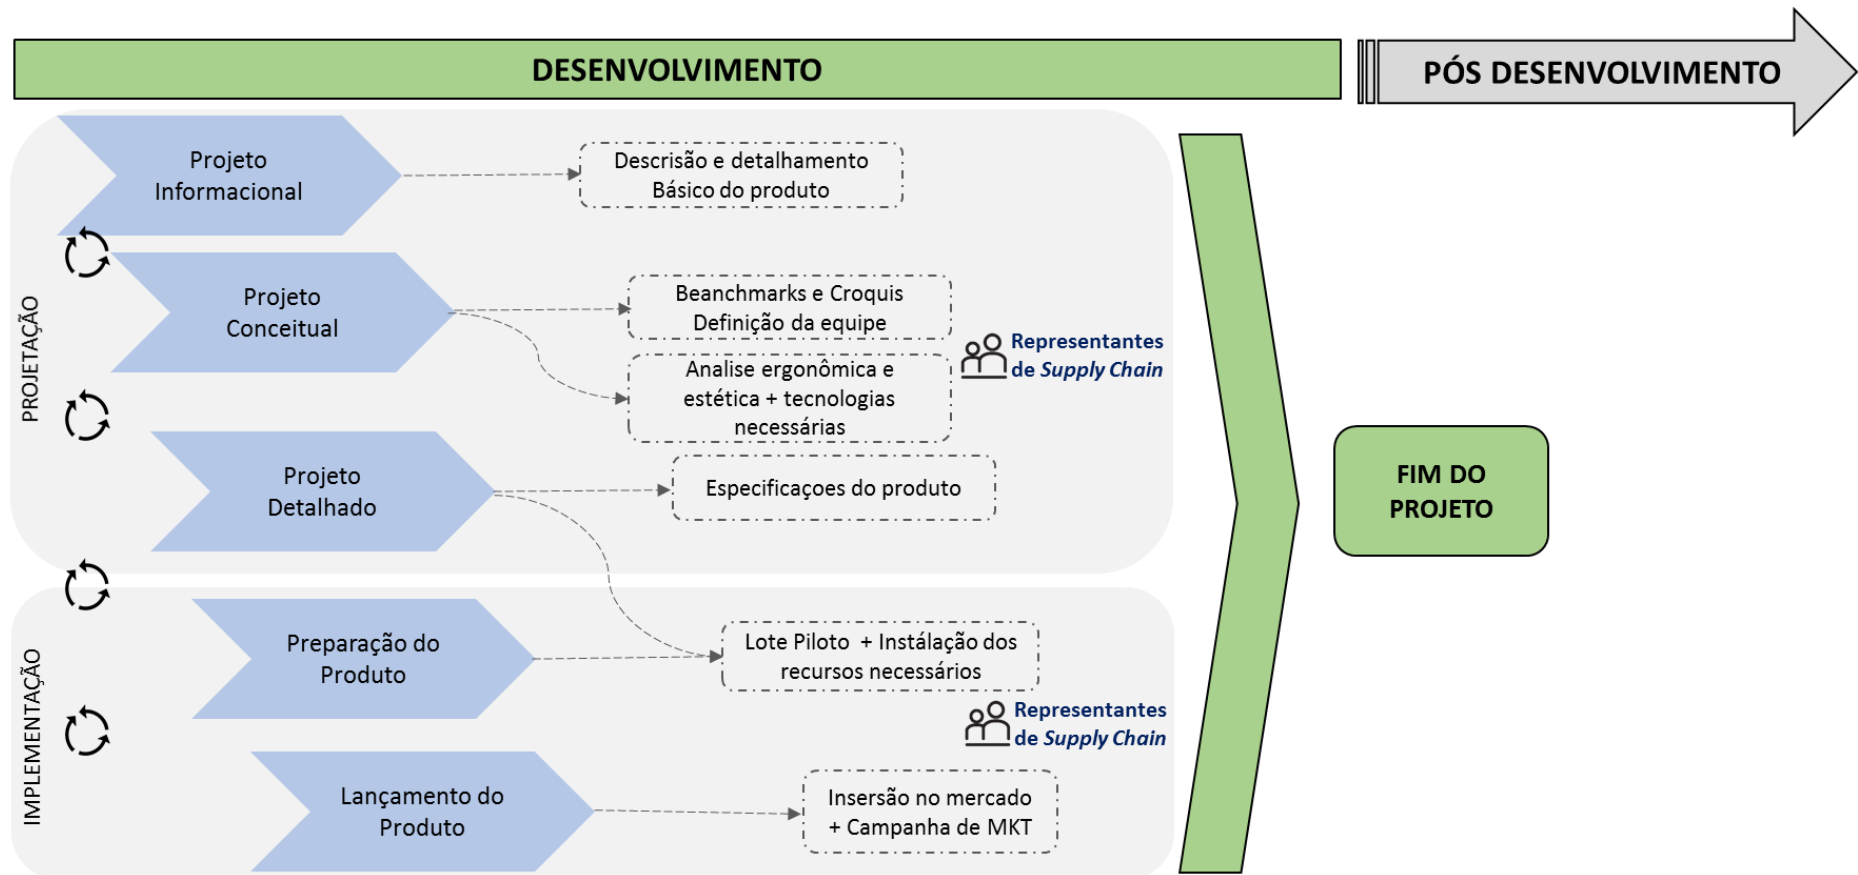 DESENVOLVIMENTO
PÓS DESENVOLVIMENTO
PROJETAÇÃO
Projeto
Informacional
Descrisão e detalhamento
Básico do produto
Projeto
Conceitual
Beanchmarks e Croquis
Definição da equipe
Representantes
de Supply Chain
Analise ergonômica e
estética + tecnologias
necessárias
Projeto
Detalhado
Especificaçoes do produto
FIM DO
PROJETO
IMPLEMENTAÇÃO
Preparação do
Produto
Lote Piloto + Instálação dos
recursos necessários
Representantes
de Supply Chain
Lançamento do
Produto
Insersão no mercado
+ Campanha de MKT